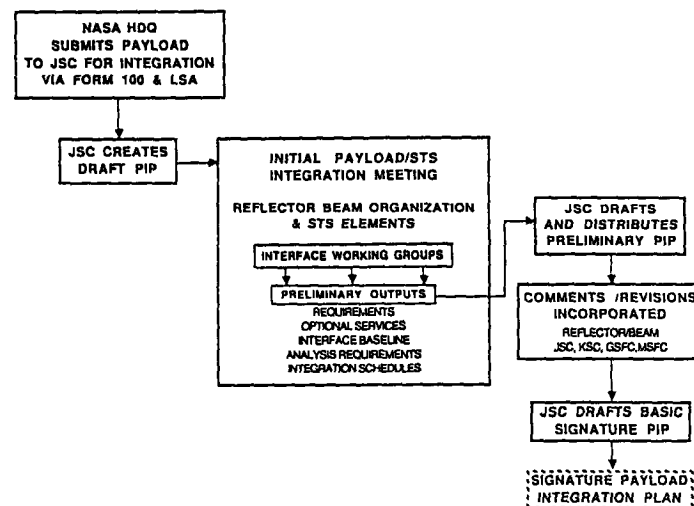 NASA HDQ
SUBMITS PAYLOAD
TO JSC FOR INTEGRATION
VIA FORM 100 & LSA
JSC CREATES
DRAFT PIP
INITIAL PAYLOAD/STS
INTEGRATION MEETING
REFLECTOR BEAM ORGANIZATION
& STS ELEMENTS
INTERFACE WORKING GROUPS
PRELIMINARY OUTPUTS
REQUIREMENTS
OPTIONAL SERVICES
INTERFACE BASELINE
ANALYSIS REQUIREMENTS
INTEGRATION SCHEDULES
JSC DRAFTS
AND DISTRIBUTES
PRELIMINARY PIP
COMMENTS /REVISIONS
INCORPORATED
REFLECTOR/BEAM
JSC, KSC, GSFC,MSFC
JSC DRAFTS BASIC
SIGNATURE PIP
SIGNATURE PAYLOAD
INTEGRATION PLAN